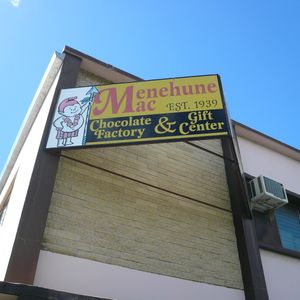 Menehune
Mac EST. 1939
Chocolate & Gift
Factory Center